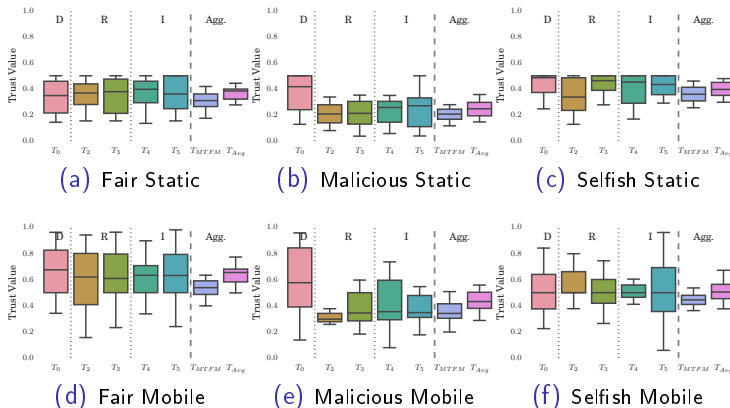 1.0 D R I Agg. 1.0 D R I Agg. 1.0 D R I Agg.
0.8 0.8 0.8
0.6 0.6 0.6
0.4 0.4 0.4
0.2 0.2 0.2
0.0 0.0 0.0
Trust Value Trust Value Trust Value
T0 T2 T3 T4 T5 TMTFM TAvg T0 T2 T3 T4 T5 TMTFM TAvg T0 T2 T3 T4 T5 TMTFM TAvg
(a) Fair Static (b) Malicious Static (c) Selfish Static
1.0 D R I Agg. 1.0 D R I Agg. 1.0 D R I Agg.
0.8 0.8 0.8
0.6 0.6 0.6
0.4 0.4 0.4
0.2 0.2 0.2
0.0 0.0 0.0
Trust Value Trust Value Trust Value
T0 T2 T3 T4 T5 TMTFM TAvg T0 T2 T3 T4 T5 TMTFM TAvg T0 T2 T3 T4 T5 TMTFM TAvg
(d) Fair Mobile (e) Malicious Mobile (f) Selfish Mobile